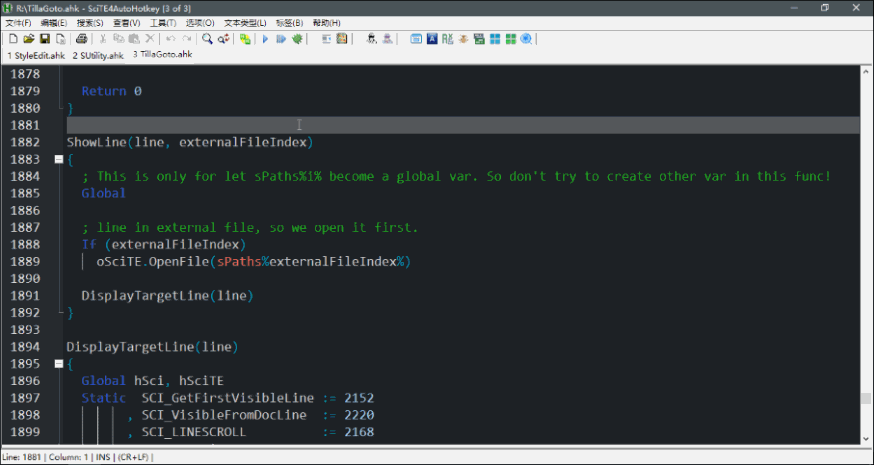 R:\TillaGoto.ahk - SciTE4AutoHotkey [3 of 3]
文件(F) 编辑(E) 搜索(S) 查看(V) 工具(T) 选项(O) 文本类型(L) 标签(B) 帮助(H)
1 StyleEdit.ahk 2 SUtility.ahk 3 TillaGoto.ahk
1878
1879 Return 0
1880 }
1881
1882 ShowLine(line, externalFileIndex)
1883 {
1884 ; This is only for let sPaths%i% become a global var. So don't try to create other var in this func!
1885 Global
1886
1887 ; line in external file, so we open it first.
1888 If (externalFileIndex)
1889 oSciTE.OpenFile(sPaths%externalFileIndex%)
1890
1891 DisplayTargetLine(line)
1892 }
1893
1894 DisplayTargetLine(line)
1895 {
1896 Global hSci, hSciTE
1897 Static SCI_GetFirstVisibleLine := 2152
1898 , SCI_VisibleFromDocLine := 2220
1899 , SCI_LINESCROLL := 2168
Line: 1881 | Column: 1 | INS | (CR+LF) |